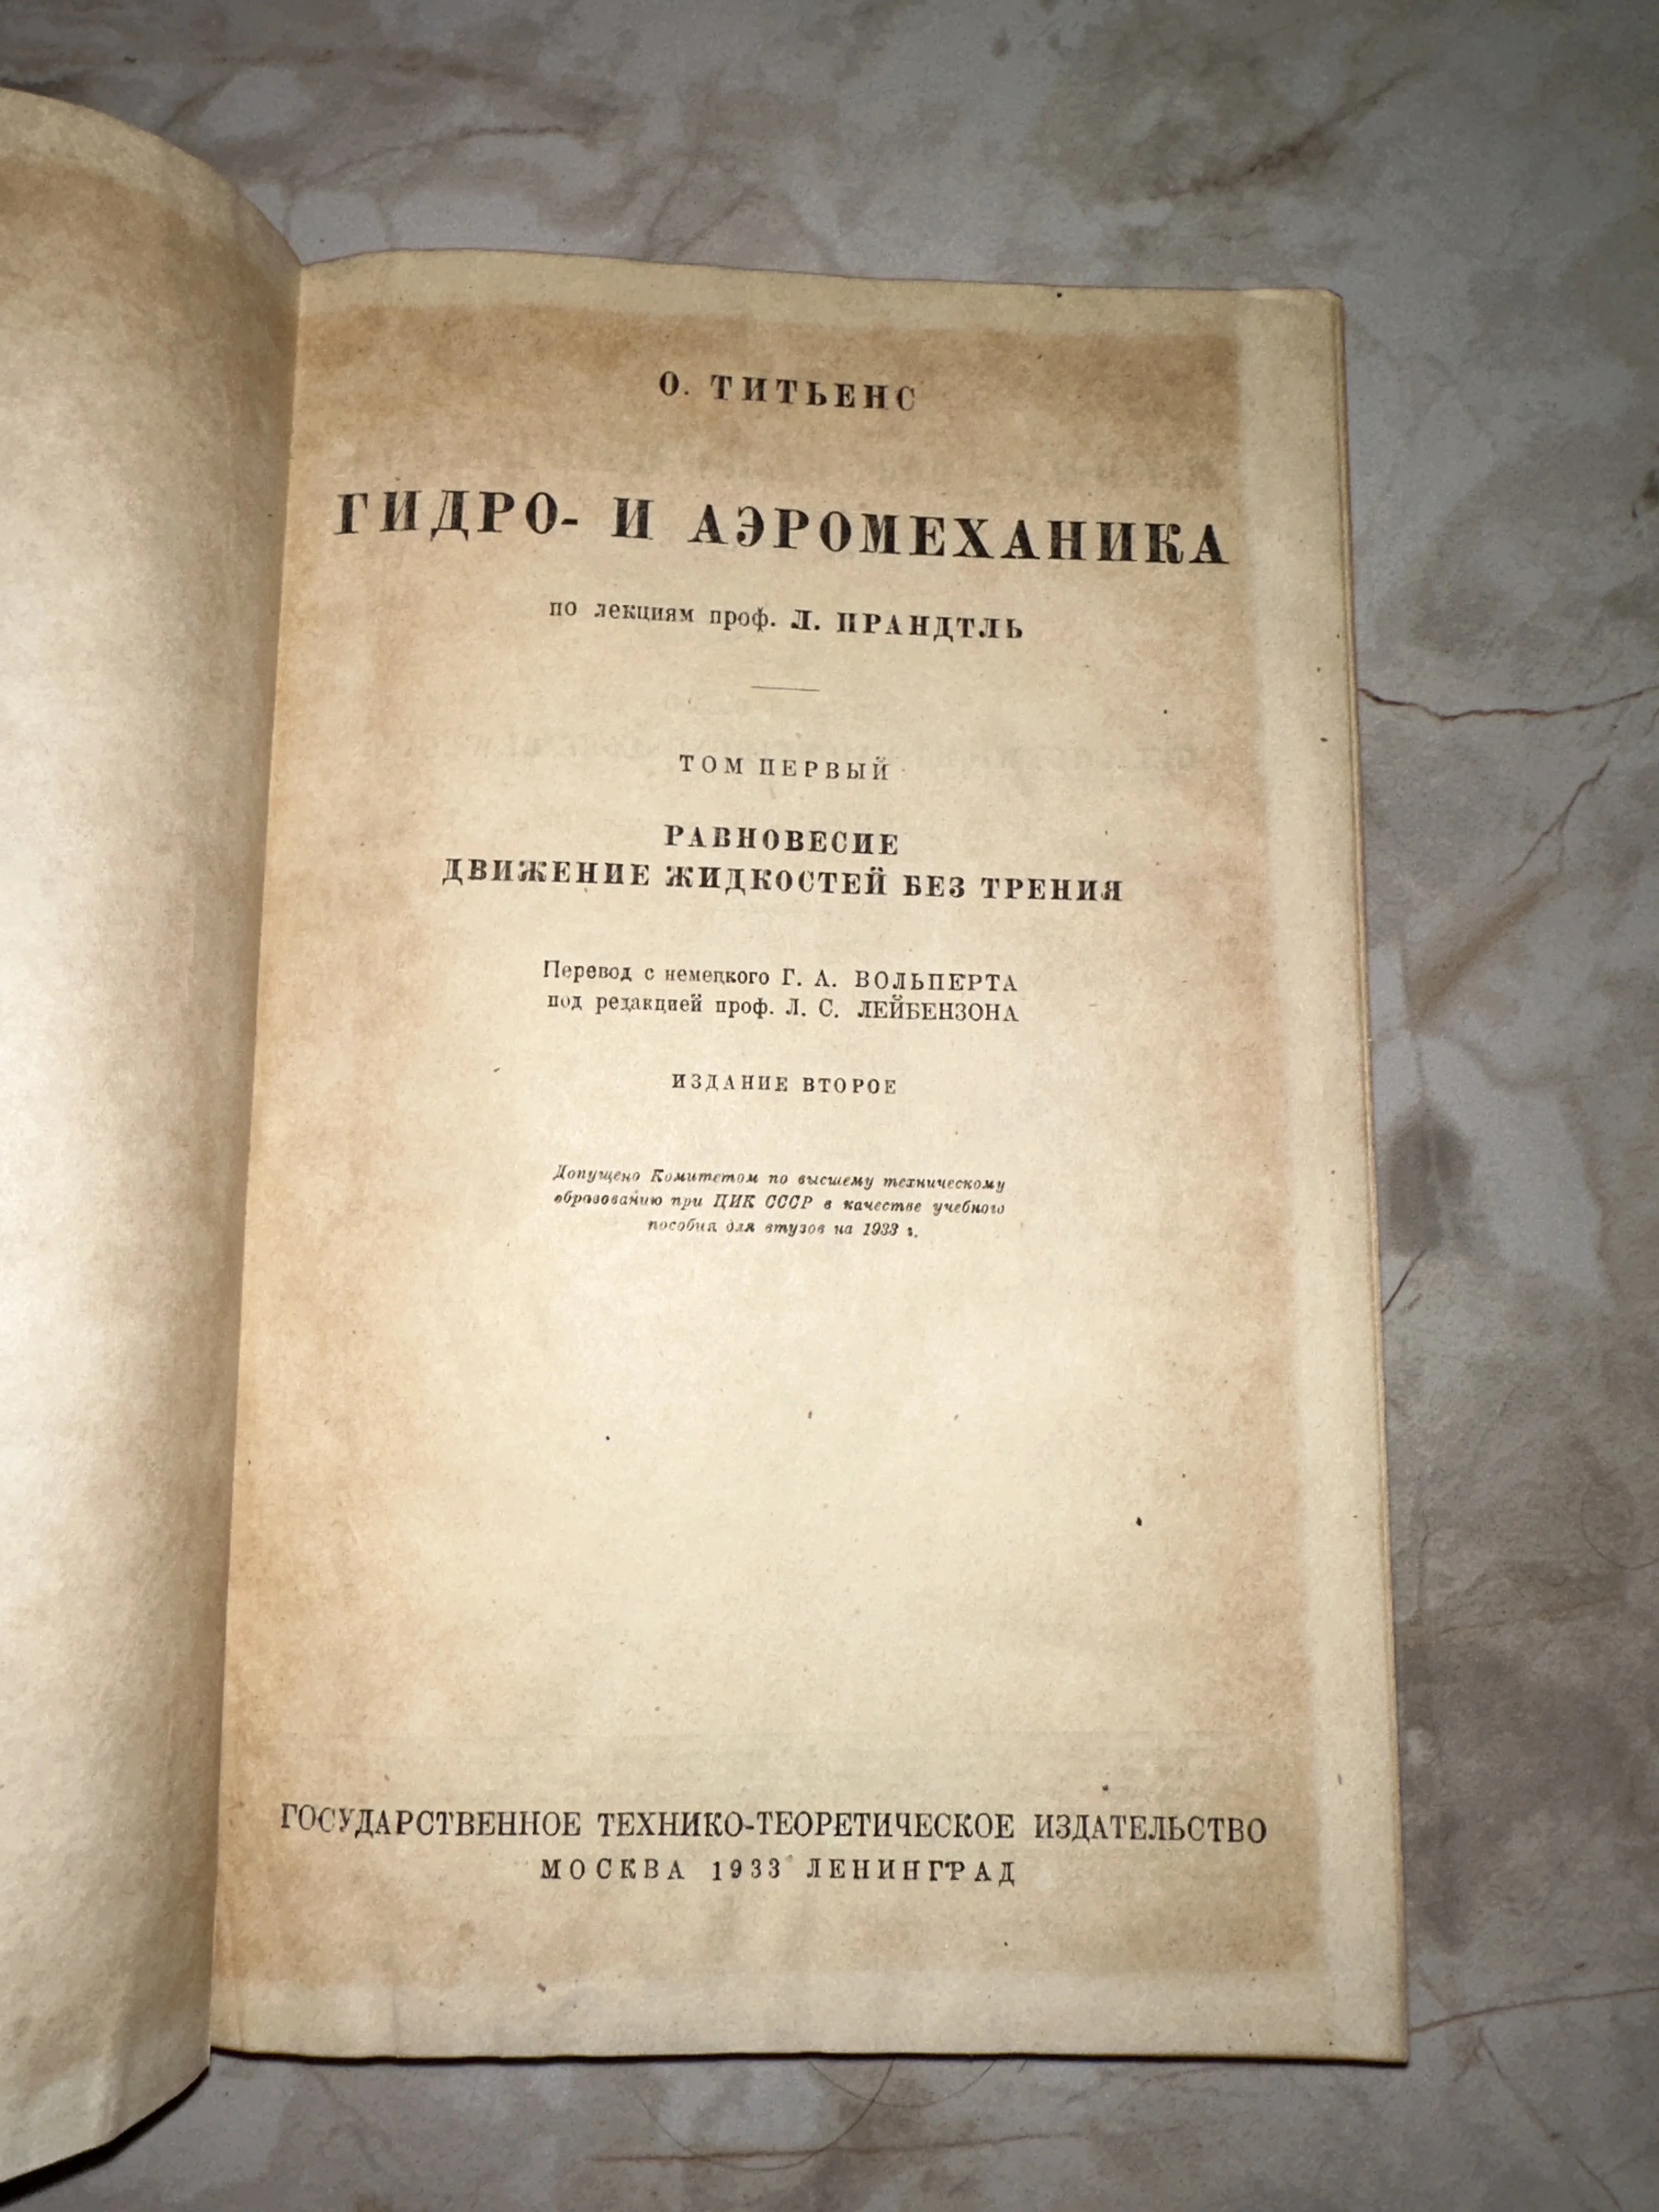 О. ТИТЬЕНС
ГИДРО- И АЭРОМЕХАНИКА
по лекциям проф. Л. ПРАНДТЛЬ
ТОМ ПЕРВЫЙ
РАВНОВЕСИЕ
ДВИЖЕНИЕ ЖИДКОСТЕЙ БЕЗ ТРЕНИЯ
Перевод с немецкого Г. А. ВОЛЬПЕРТА
под редакцией проф. Л. С. ЛЕЙБЕНЗОНА
ИЗДАНИЕ ВТОРОЕ
Допущено Комитетом по высшему техническому
образованию при ЦИК СССР в качестве учебного
пособия для втузов на 1933 г.
ГОСУДАРСТВЕННОЕ ТЕХНИКО-ТЕОРЕТИЧЕСКОЕ ИЗДАТЕЛЬСТВО
МОСКВА 1933 ЛЕНИНГРАД